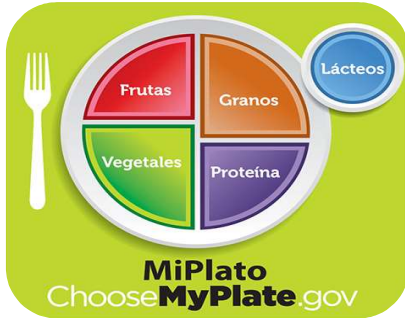 Frutas
Granos
Lácteos
Vegetales
Proteína
MiPlato
ChooseMyPlate.gov